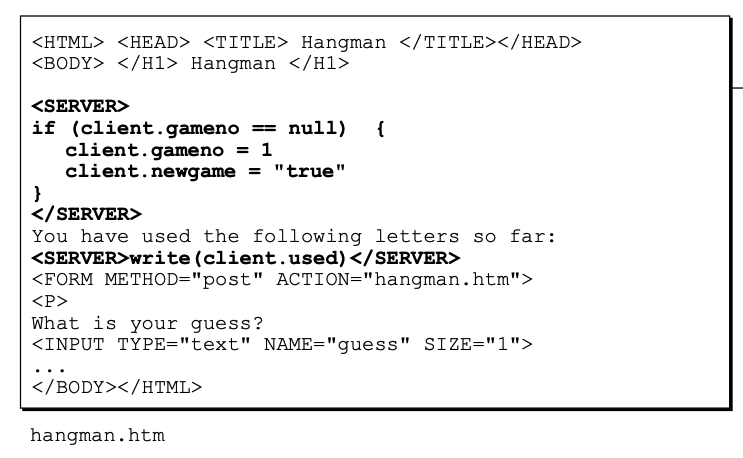 <HTML> <HEAD> <TITLE> Hangman </TITLE></HEAD>
<BODY> </H1> Hangman </H1>
<SERVER>
if (client.gameno == null)  {
   client.gameno = 1
   client.newgame = "true"
}
</SERVER>
You have used the following letters so far:
<SERVER>write(client.used)</SERVER>
<FORM METHOD="post" ACTION="hangman.htm">
<P>
What is your guess?
<INPUT TYPE="text" NAME="guess" SIZE="1">
...
</BODY></HTML>
hangman.htm